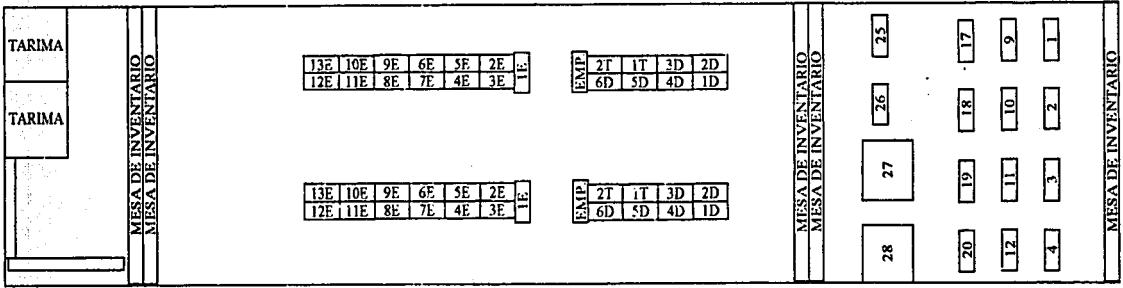 TARIMA
TARIMA
MESA DE INVENTARIO
MESA DE INVENTARIO
13E 10E 9E 6E 5E 2E 1E
12E 11E 8E 7E 4E 3E
EMP. 2T 1T 3D 2D
6D 5D 4D 1D
13E 10E 9E 6E 5E 2E 1E
12E 11E 8E 7E 4E 3E
EMP. 2T 1T 3D 2D
6D 5D 4D 1D
MESA DE INVENTARIO
MESA DE INVENTARIO
25 17 9 1
26 18 10 2
27 19 11 3
28 20 12 4
MESA DE INVENTARIO